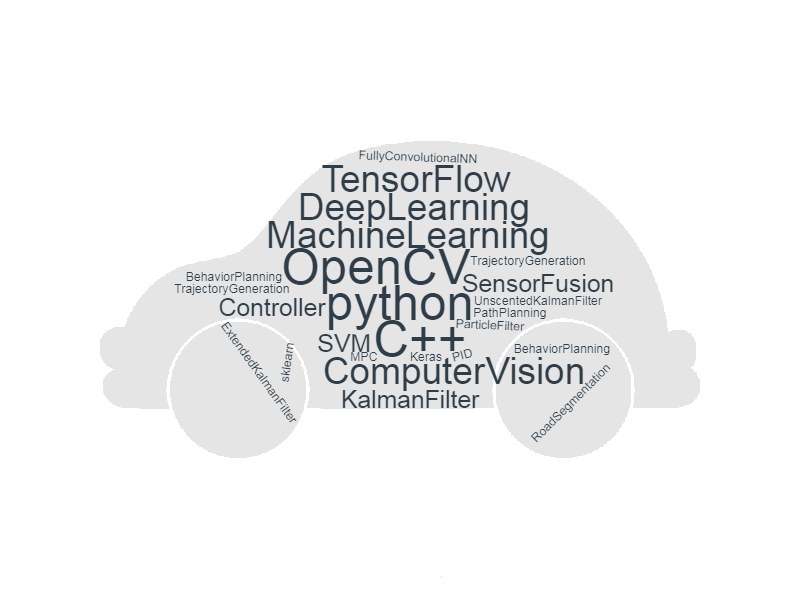 FullyConvolutionalNN
TensorFlow
DeepLearning
MachineLearning
OpenCV
TrajectoryGeneration
BehaviorPlanning
SensorFusion
TrajectoryGeneration
UnscentedKalmanFilter
Controller
python
PathPlanning
ParticleFilter
SVM
C++
MPC
Keras
PID
BehaviorPlanning
ExtendedKalmanFilter
sklearn
ComputerVision
KalmanFilter
RoadSegmentation